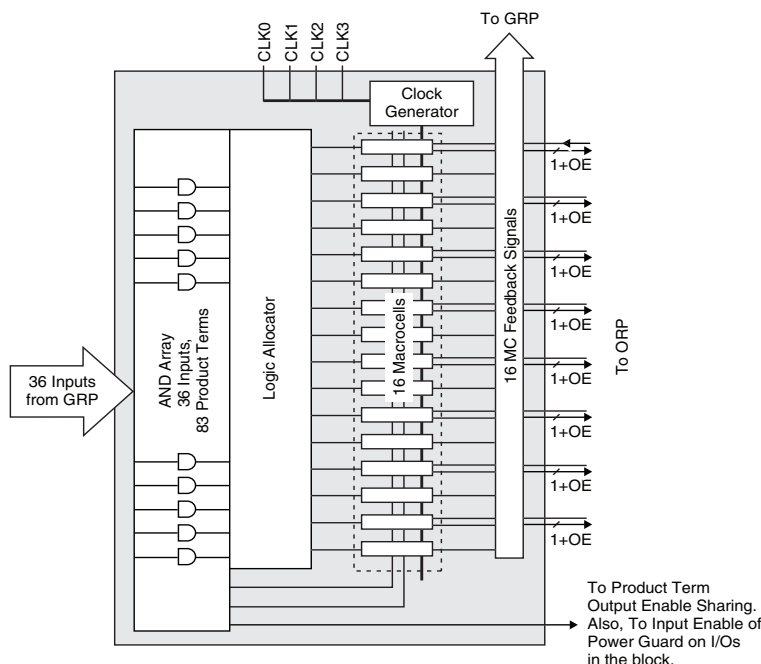 To GRP
CLK0
CLK1
CLK2
CLK3
Clock
Generator
1+OE
1+OE
1+OE
1+OE
1+OE
1+OE
1+OE
1+OE
36 Inputs
from GRP
AND Array
36 Inputs,
83 Product Terms
Logic Allocator
16 Macrocells
16 MC Feedback Signals
To ORP
To Product Term
Output Enable Sharing.
Also, To Input Enable of
Power Guard on I/Os
in the block.